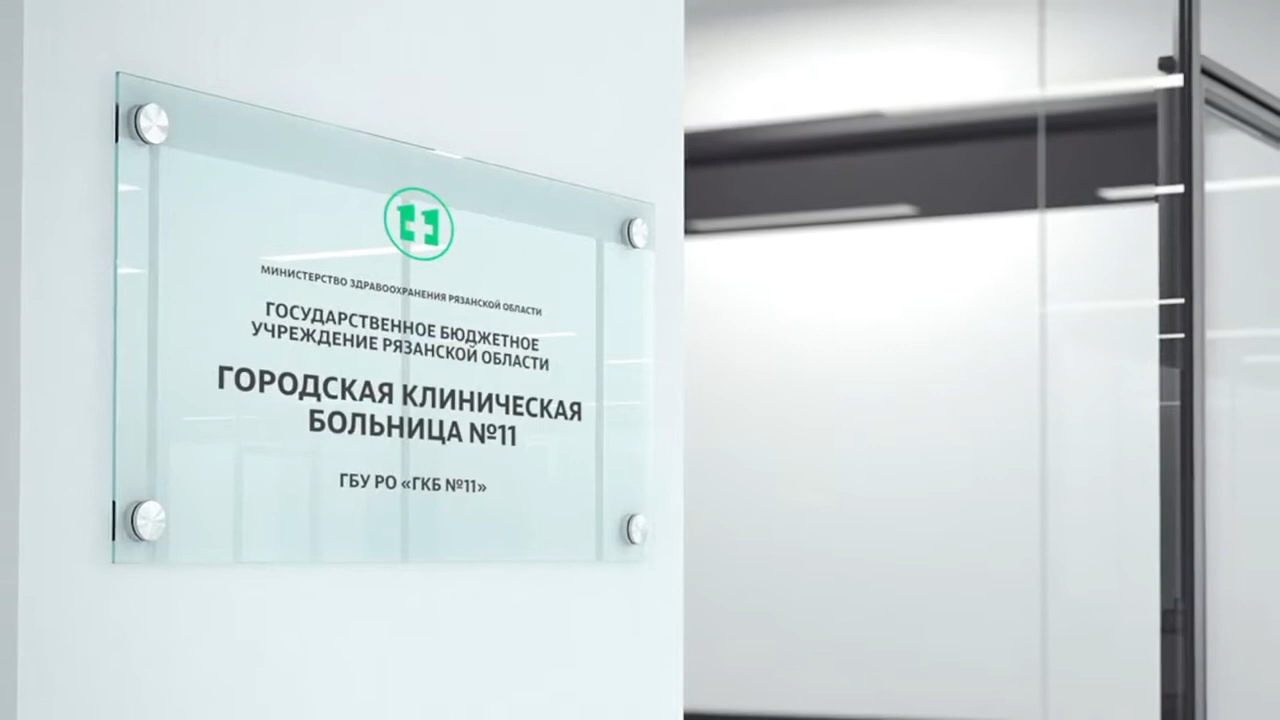 МИНИСТЕРСТВО ЗДРАВООХРАНЕНИЯ РЯЗАНСКОЙ ОБЛАСТИ
ГОСУДАРСТВЕННОЕ БЮДЖЕТНОЕ
УЧРЕЖДЕНИЕ РЯЗАНСКОЙ ОБЛАСТИ
ГОРОДСКАЯ КЛИНИЧЕСКАЯ
БОЛЬНИЦА №11
ГБУ РО «ГКБ №11»